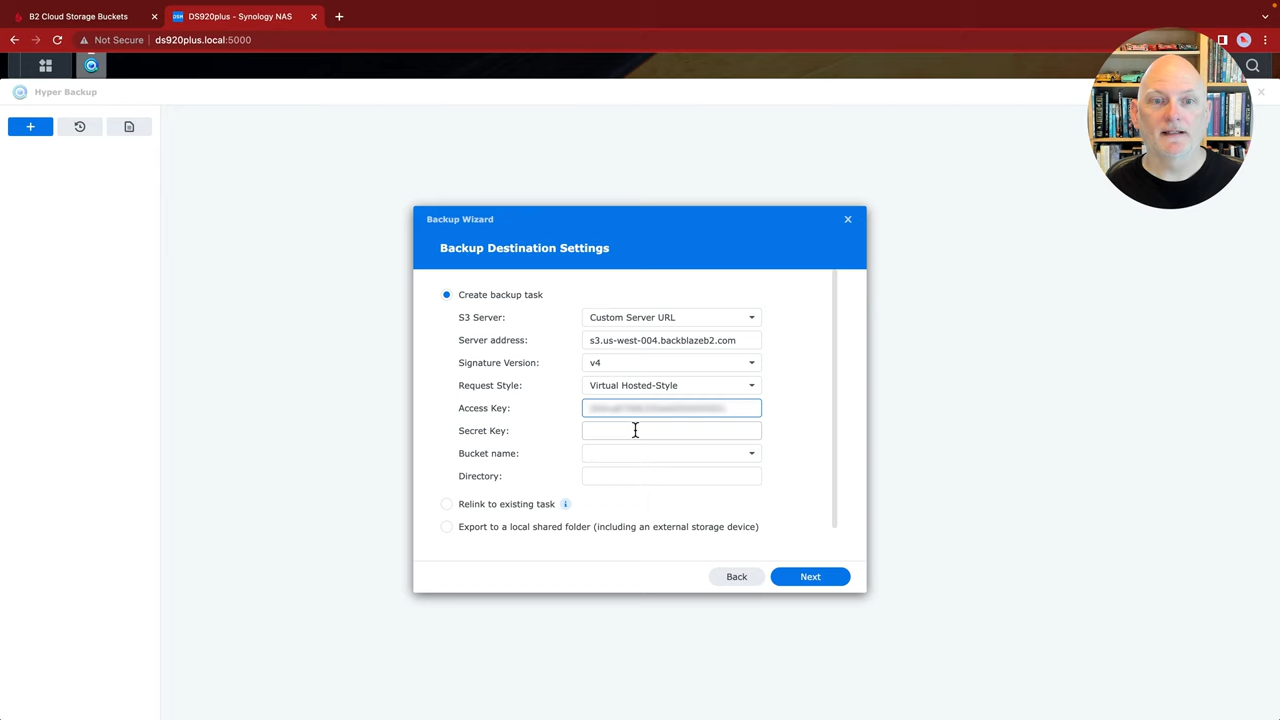 B2 Cloud Storage Buckets
DS920plus - Synology NAS
Not Secure ds920plus.local:5000
Hyper Backup
Backup Wizard
Backup Destination Settings
Create backup task
S3 Server: Custom Server URL
Server address: s3.us-west-004.backblazeb2.com
Signature Version: v4
Request Style: Virtual Hosted-Style
Access Key:
Secret Key:
Bucket name:
Directory:
Relink to existing task
Export to a local shared folder (including an external storage device)
Back Next